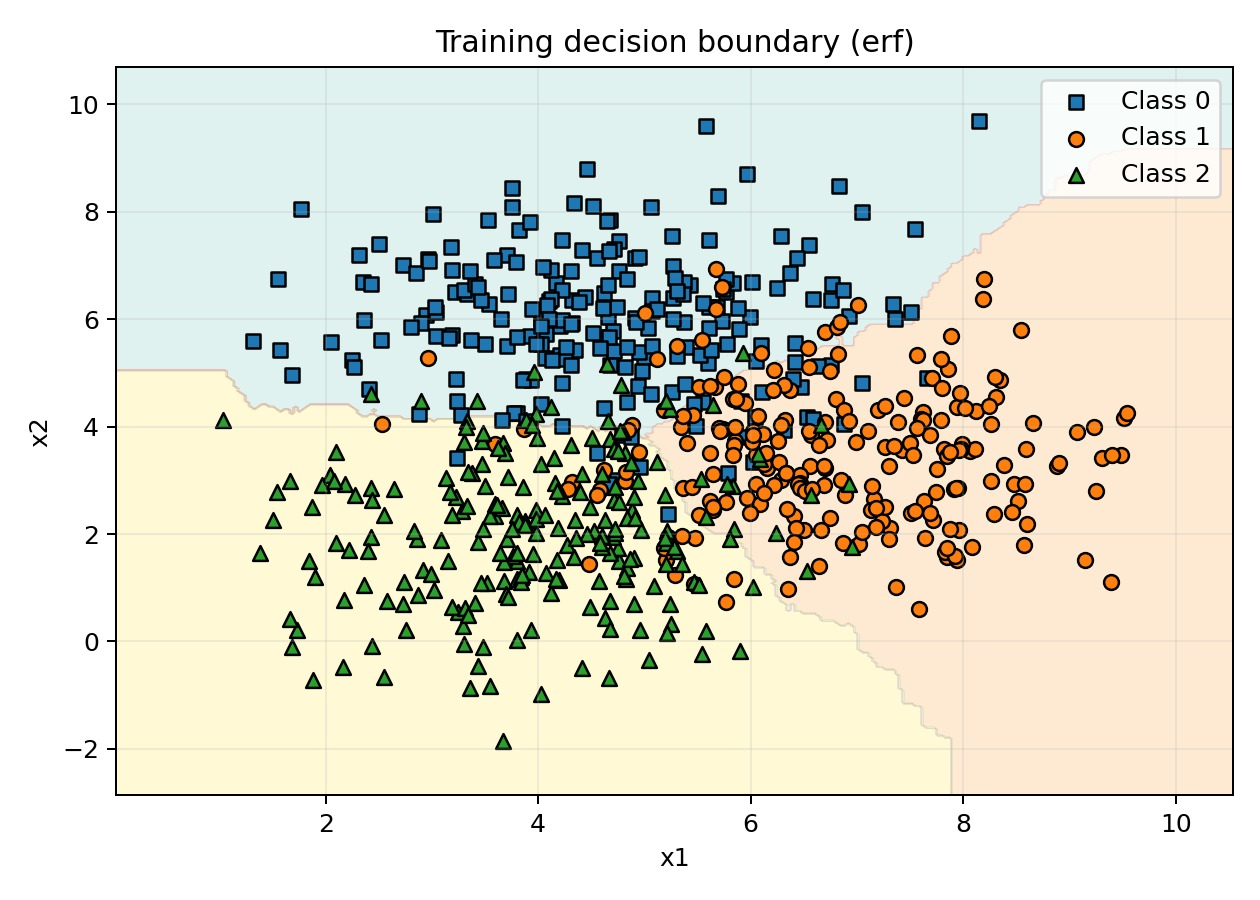 Training decision boundary (erf)
Class 0
Class 1
Class 2
10
8
6
4
2
0
−2
x2
2
4
6
8
10
x1